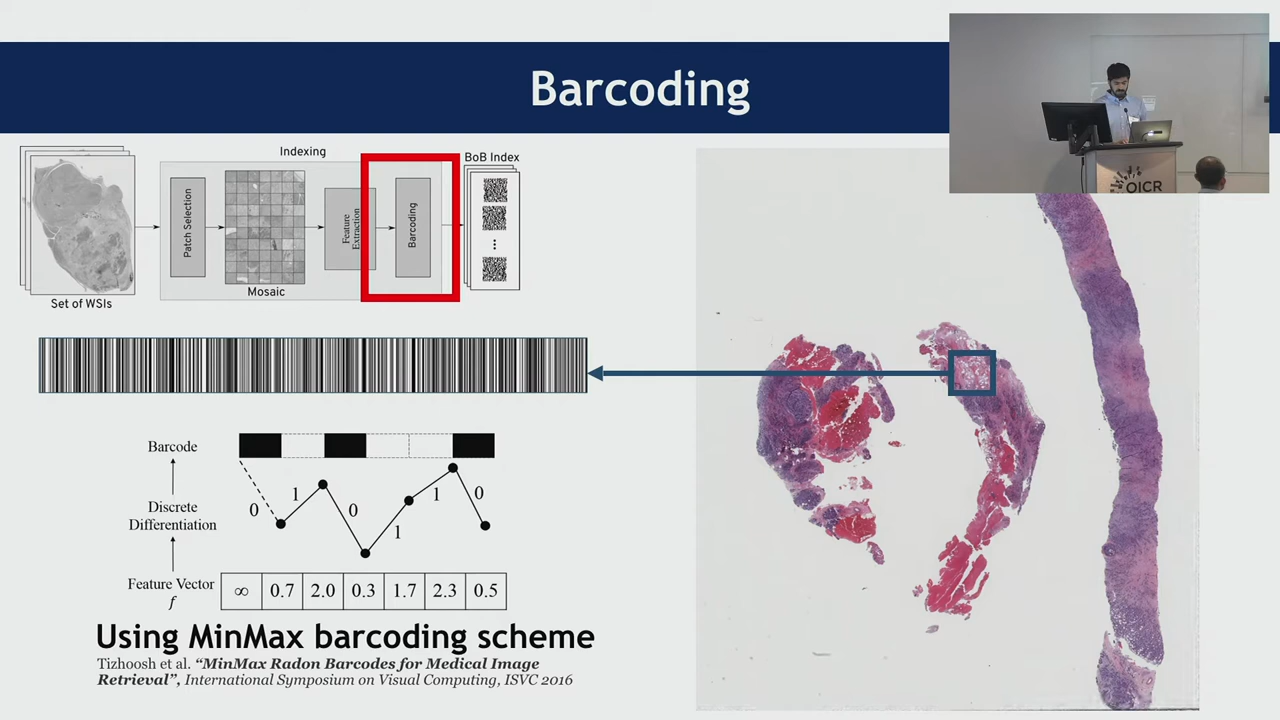 Barcoding
Indexing
BoB Index
Patch Selection
Feature
Extraction
Barcoding
⋮
Mosaic
Set of WSIs
OICR
Barcode
0 1 0 1 1 0
Discrete
Differentiation
Feature Vector
f
∞ 0.7 2.0 0.3 1.7 2.3 0.5
Using MinMax barcoding scheme
Tizhoosh et al. “MinMax Radon Barcodes for Medical Image
Retrieval”, International Symposium on Visual Computing, ISVC 2016